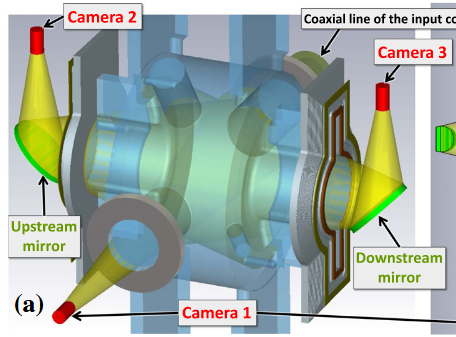 Camera 2
Coaxial line of the input co
Camera 3
Upstream
mirror
Downstream
mirror
(a)
Camera 1